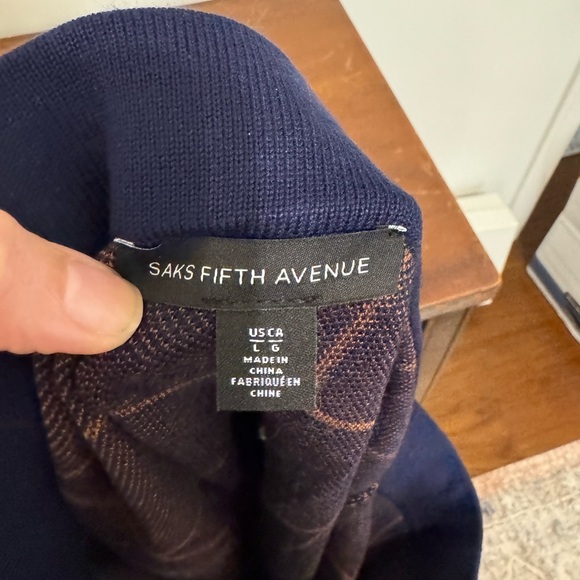 SAKS FIFTH AVENUE
US CA
L G
MADE IN
CHINA
FABRIQUÉ EN
CHINE